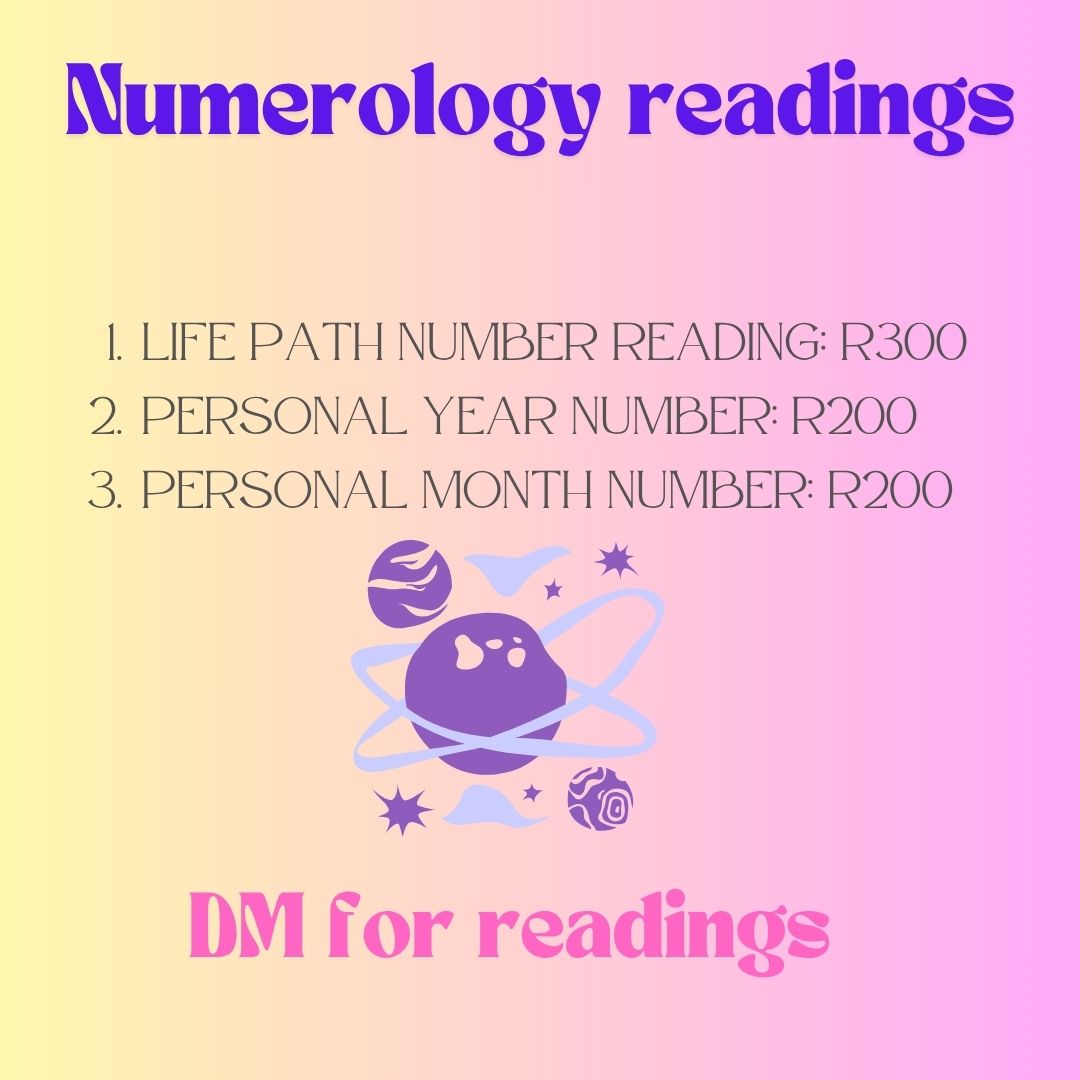 Numerology readings
1. LIFE PATH NUMBER READING: R300
2. PERSONAL YEAR NUMBER: R200
3. PERSONAL MONTH NUMBER: R200
DM for readings